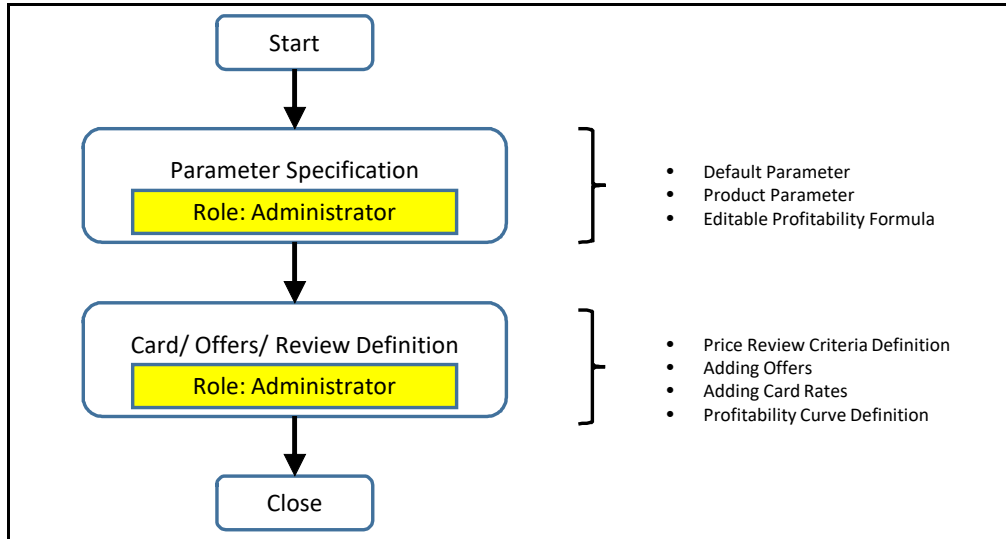 Start
Parameter Specification
Role: Administrator
• Default Parameter
• Product Parameter
• Editable Profitability Formula
Card/ Offers/ Review Definition
Role: Administrator
• Price Review Criteria Definition
• Adding Offers
• Adding Card Rates
• Profitability Curve Definition
Close